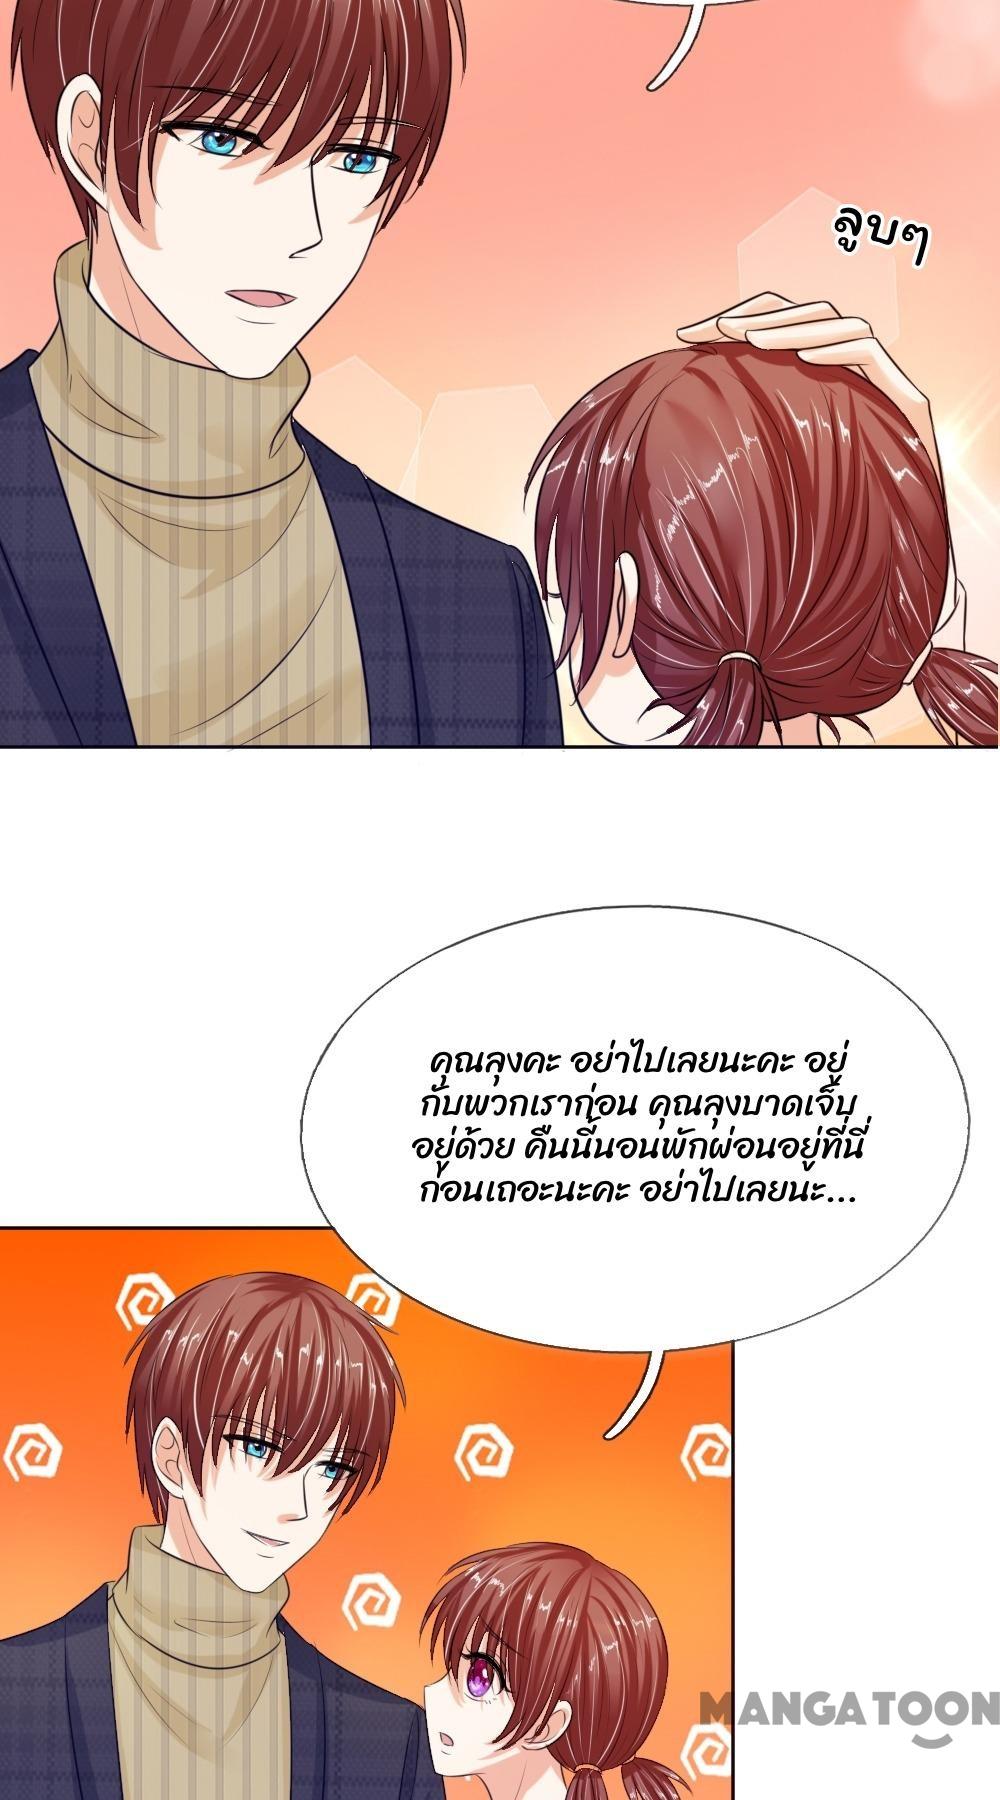 ลูบๆ
คุณลุงคะ อย่าไปเลยนะคะ อยู่
กับพวกเราก่อน คุณลุงบาดเจ็บ
อยู่ด้วย คืนนี้นอนพักผ่อนอยู่ที่นี่
ก่อนเถอะนะคะ อย่าไปเลยนะ...
MANGATOON